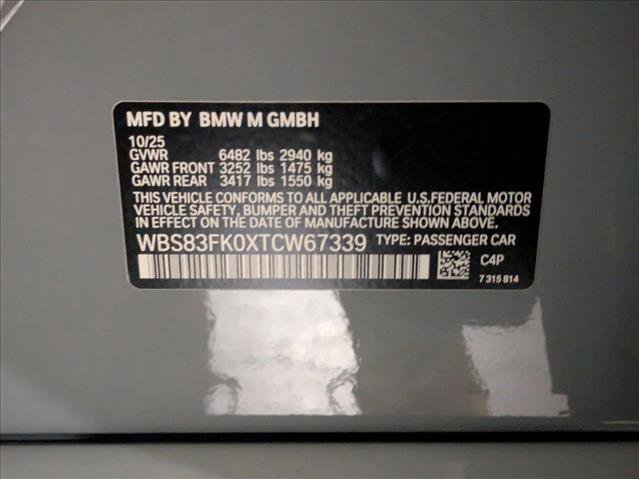 MFD BY BMW M GMBH
10/25
GVWR 6482 lbs 2940 kg
GAWR FRONT 3252 lbs 1475 kg
GAWR REAR 3417 lbs 1550 kg
THIS VEHICLE CONFORMS TO ALL APPLICABLE U.S.FEDERAL MOTOR
VEHICLE SAFETY, BUMPER AND THEFT PREVENTION STANDARDS
IN EFFECT ON THE DATE OF MANUFACTURE SHOWN ABOVE.
WBS83FK0XTCW67339 TYPE: PASSENGER CAR
C4P
7 315 814